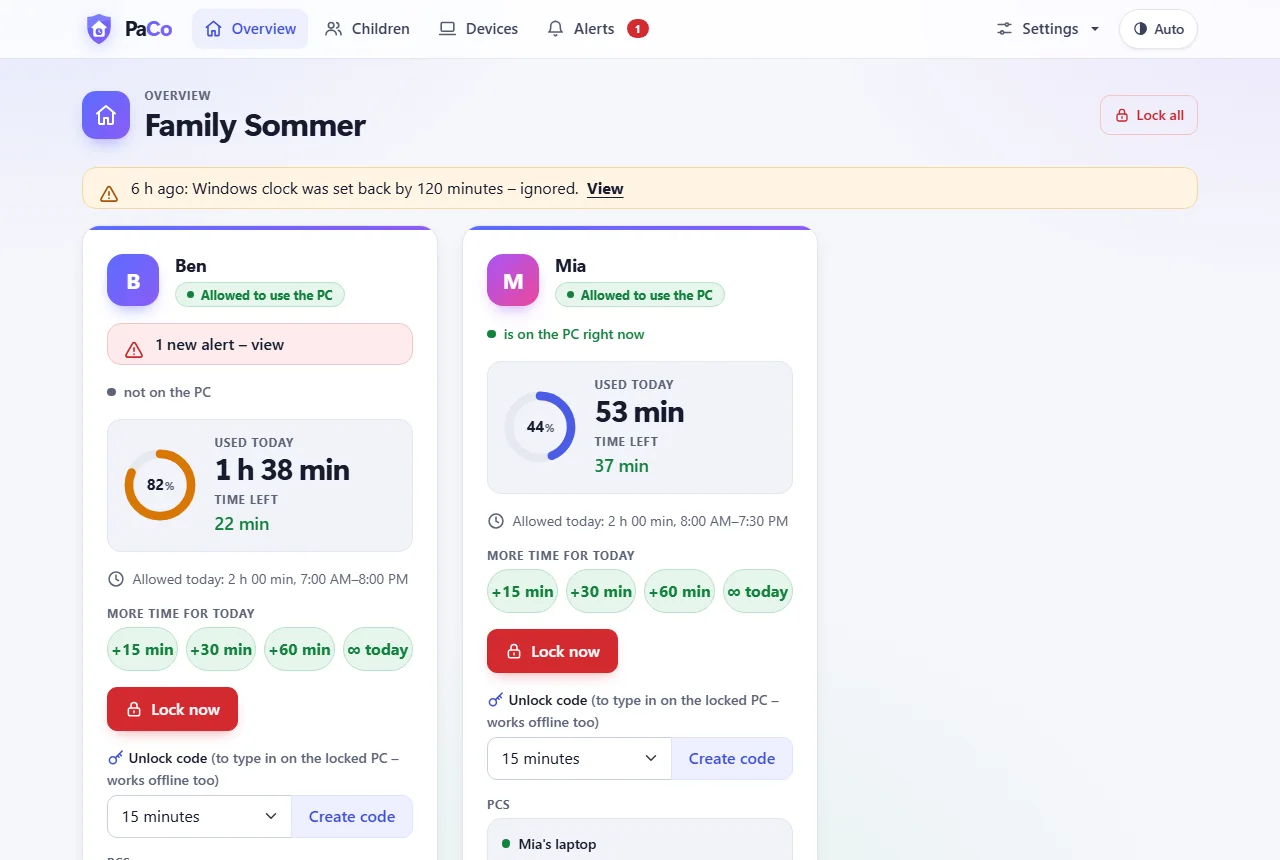 PaCo
Overview
Children
Devices
Alerts
1
Settings
Auto
OVERVIEW
Family Sommer
Lock all
6 h ago: Windows clock was set back by 120 minutes – ignored. View
B
Ben
Allowed to use the PC
1 new alert – view
not on the PC
82%
USED TODAY
1 h 38 min
TIME LEFT
22 min
Allowed today: 2 h 00 min, 7:00 AM–8:00 PM
MORE TIME FOR TODAY
+15 min
+30 min
+60 min
∞ today
Lock now
Unlock code (to type in on the locked PC –
works offline too)
15 minutes
Create code
PCS
M
Mia
Allowed to use the PC
is on the PC right now
44%
USED TODAY
53 min
TIME LEFT
37 min
Allowed today: 2 h 00 min, 8:00 AM–7:30 PM
MORE TIME FOR TODAY
+15 min
+30 min
+60 min
∞ today
Lock now
Unlock code (to type in on the locked PC –
works offline too)
15 minutes
Create code
PCS
Mia's laptop